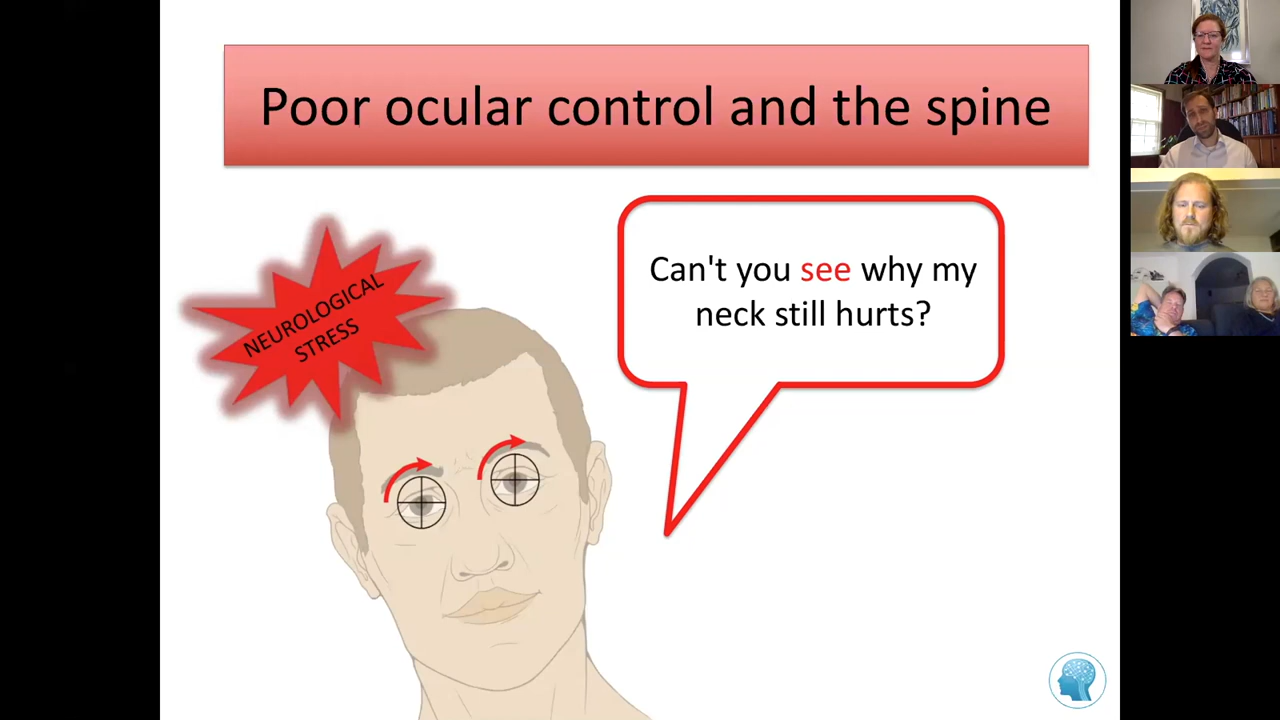 Poor ocular control and the spine
NEUROLOGICAL
STRESS
Can't you see why my
neck still hurts?